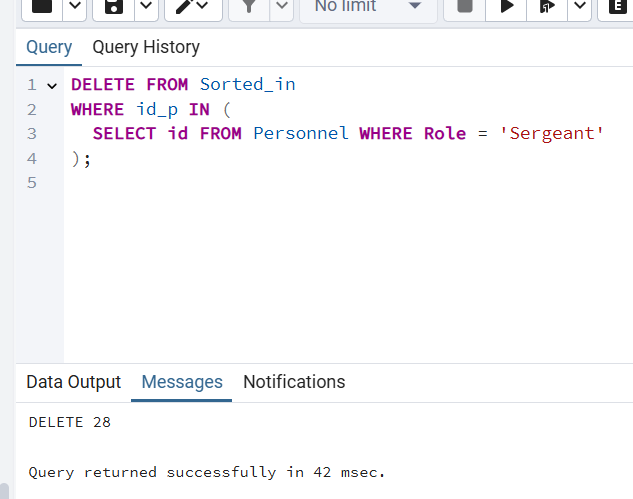 No limit
E
Query Query History
1 DELETE FROM Sorted_in
2 WHERE id_p IN (
3 SELECT id FROM Personnel WHERE Role = 'Sergeant'
4 );
5
Data Output Messages Notifications
DELETE 28
Query returned successfully in 42 msec.